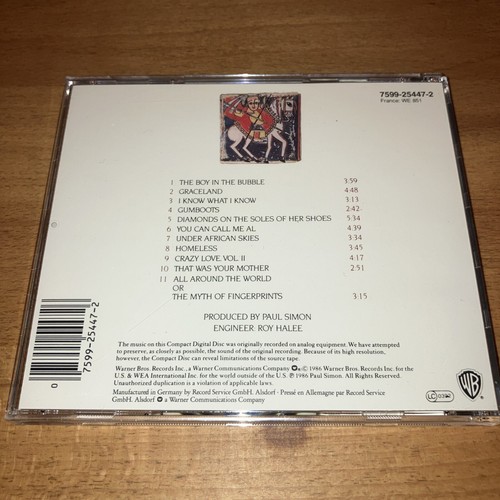 7599-25447-2
France: WE 851
1 THE BOY IN THE BUBBLE 3:59
2 GRACELAND 4:48
3 I KNOW WHAT I KNOW 3:13
4 GUMBOOTS 2:42
5 DIAMONDS ON THE SOLES OF HER SHOES 5:34
6 YOU CAN CALL ME AL 4:39
7 UNDER AFRICAN SKIES 3:34
8 HOMELESS 3:45
9 CRAZY LOVE, VOL. II 4:17
10 THAT WAS YOUR MOTHER 2:51
11 ALL AROUND THE WORLD
OR
THE MYTH OF FINGERPRINTS 3:15
PRODUCED BY PAUL SIMON
ENGINEER: ROY HALEE
The music on this Compact Digital Disc was originally recorded on analog equipment. We have attempted
to preserve, as closely as possible, the sound of the original recording. Because of its high resolution,
however, the Compact Disc can reveal limitations of the source tape.
Warner Bros. Records Inc., a Warner Communications Company ℗ © 1986 Warner Bros. Records Inc. for the
U.S. & WEA International Inc. for the world outside of the U.S. ℗ 1986 Paul Simon. All Rights Reserved.
Unauthorized duplication is a violation of applicable laws.
Manufactured in Germany by Record Service GmbH. Alsdorf · Pressé en Allemagne par Record Service
GmbH. Alsdorf a Warner Communications Company
7599-25447-2
0
LC
WB